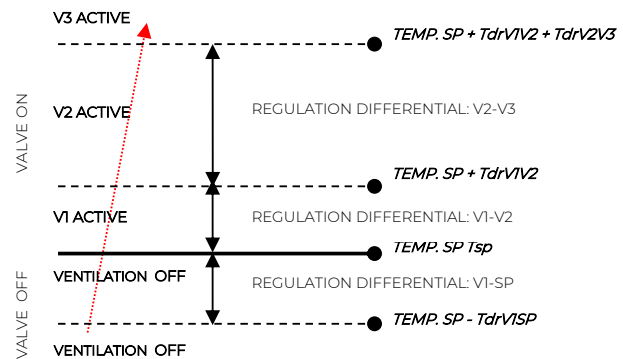 V3 ACTIVE
TEMP. SP + TdrV1V2 + TdrV2V3
VALVE ON
V2 ACTIVE
REGULATION DIFFERENTIAL: V2-V3
TEMP. SP + TdrV1V2
V1 ACTIVE
REGULATION DIFFERENTIAL: V1-V2
TEMP. SP Tsp
VALVE OFF
VENTILATION OFF
REGULATION DIFFERENTIAL: V1-SP
TEMP. SP - TdrV1SP
VENTILATION OFF